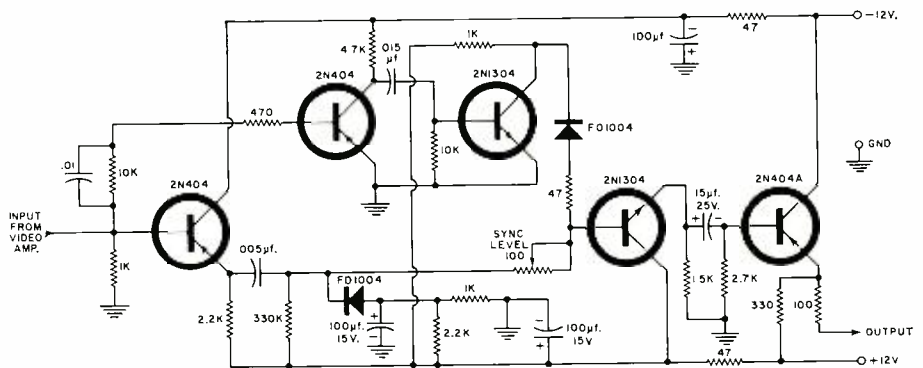 47
-12V.
1K
100µf
4.7K
.015
µf
2N404
2N1304
470
FD1004
GND
.01
10K
10K
2N404
47
2N1304
15µf.
25V.
2N404A
INPUT
FROM
VIDEO
AMP.
SYNC
LEVEL
100
.005µf.
1K
FD1004
1K
1.5K
2.7K
330
100
2.2K
330K
100µf.
15V.
2.2K
100µf.
15V
OUTPUT
47
+12V